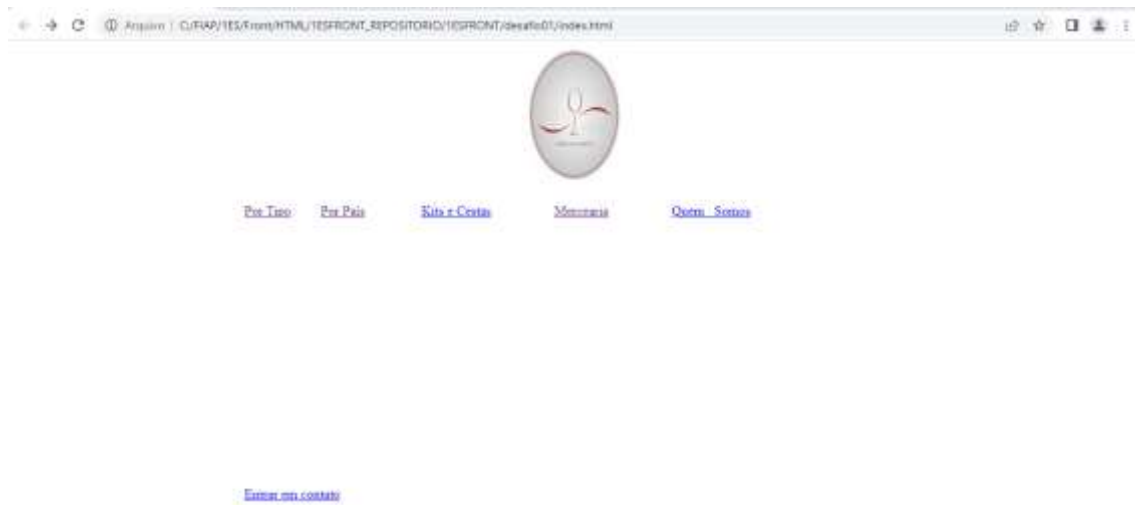 Arquivo | C:/FIAP/1ES/Front/HTML/1ESFRONT_REPOSITORIO/1ESFRONT/desafio01/index.html
Por Tipo Por País Kits e Cestas Quem Somos
Entrar em contato